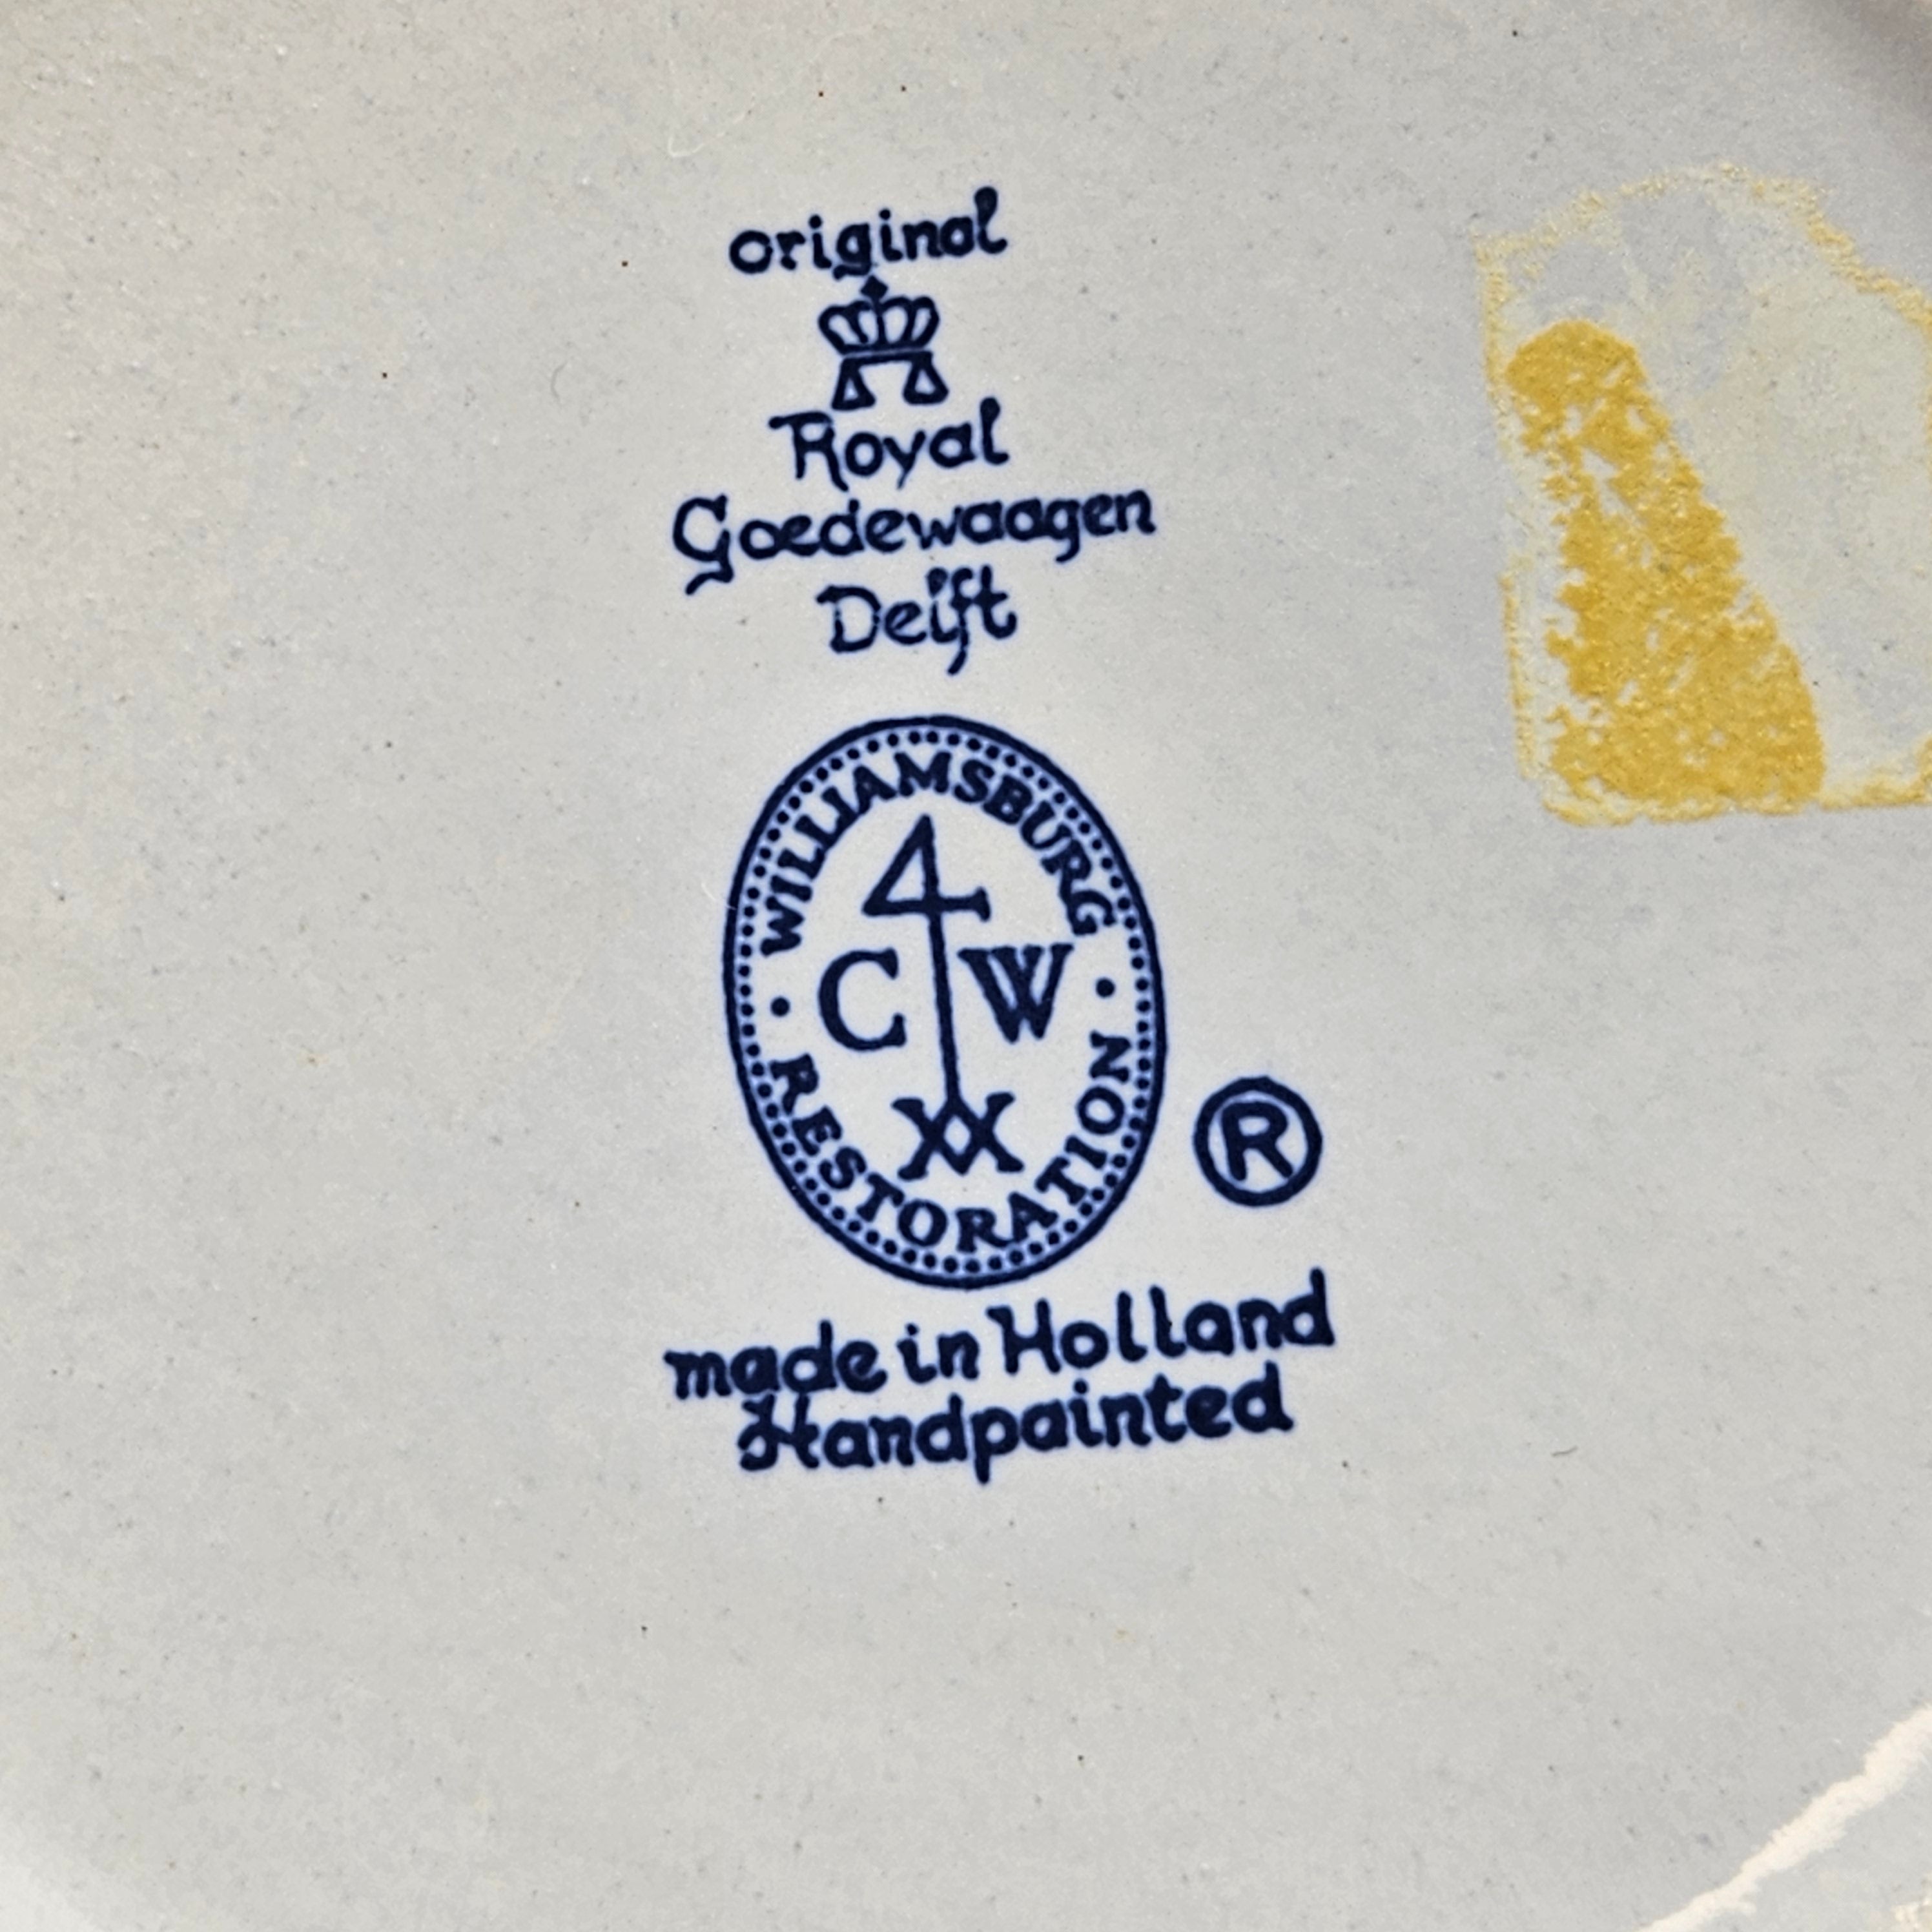 original
Royal
Goedewaagen
Delft
WILLIAMSBURG
C W
RESTORATION
®
made in Holland
Handpainted